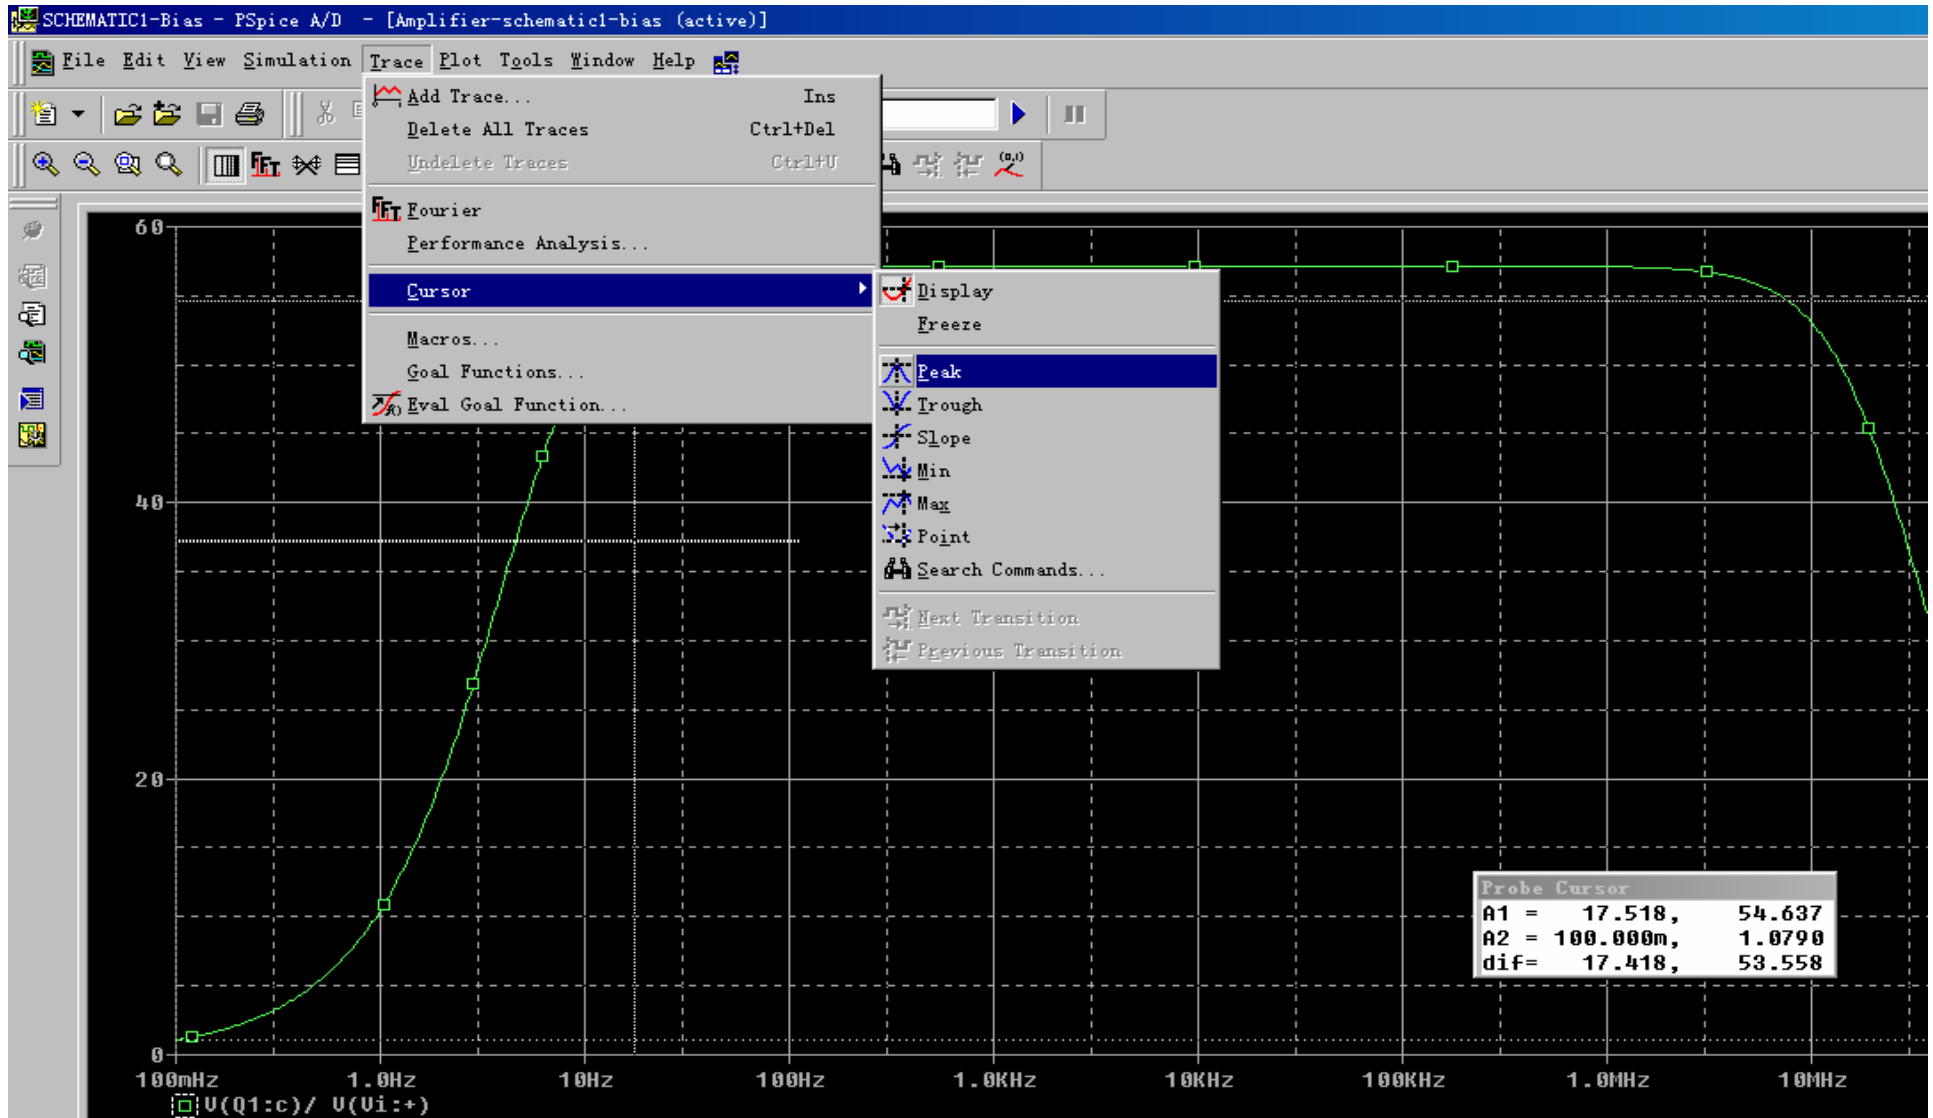 SCHEMATIC1-Bias - PSpice A/D - [Amplifier-schematic1-bias (active)]
File Edit View Simulation Trace Plot Tools Window Help
Add Trace... Ins
Delete All Traces Ctrl+Del
Undelete Traces Ctrl+U
FFT
(0,1)
FFT Fourier
Performance Analysis...
Cursor
Macros...
Goal Functions...
Eval Goal Function...
Display
Freeze
Peak
Trough
Slope
Min
Max
Point
Search Commands...
Next Transition
Previous Transition
60
40
20
0
Probe Cursor
A1 = 17.518, 54.637
A2 = 100.000m, 1.0790
dif= 17.418, 53.558
100mHz 1.0Hz 10Hz 100Hz 1.0KHz 10KHz 100KHz 1.0MHz 10MHz
V(Q1:c)/ V(Vi:+)